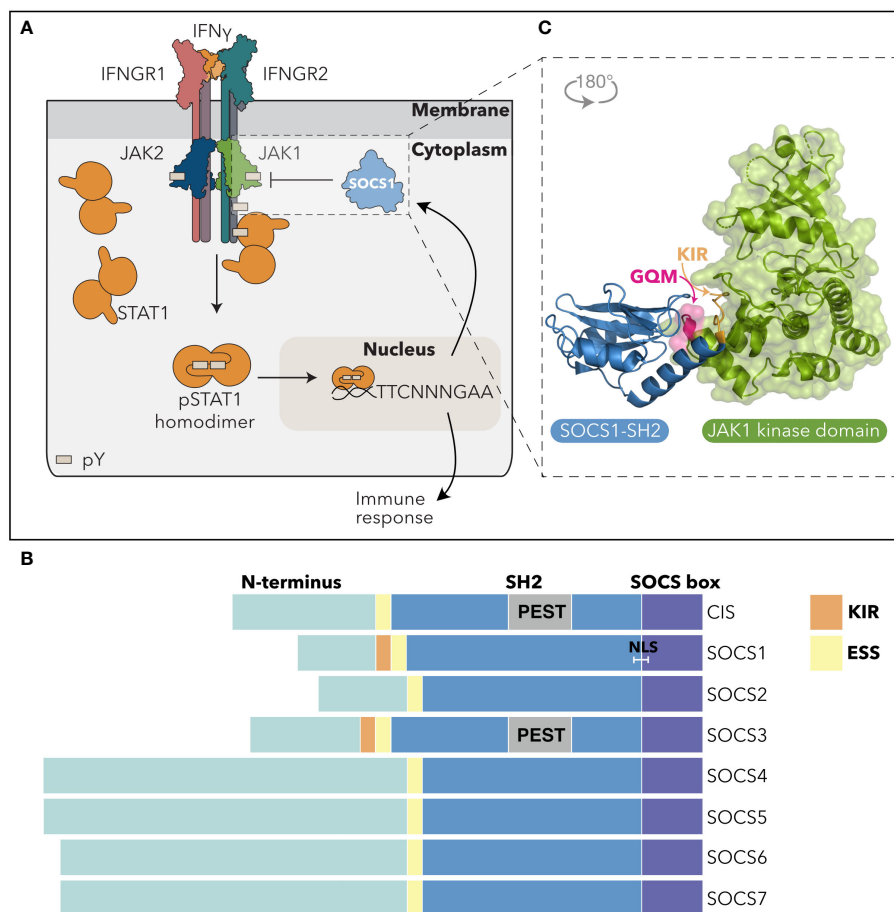 A
IFNγ
IFNGR1
IFNGR2
Membrane
JAK2
JAK1
Cytoplasm
SOCS1
STAT1
Nucleus
TTCNNNGAA
pSTAT1
homodimer
pY
Immune
response
C
180°
KIR
GQM
SOCS1-SH2
JAK1 kinase domain
B
N-terminus
SH2
SOCS box
PEST
CIS
KIR
NLS
SOCS1
ESS
SOCS2
PEST
SOCS3
SOCS4
SOCS5
SOCS6
SOCS7